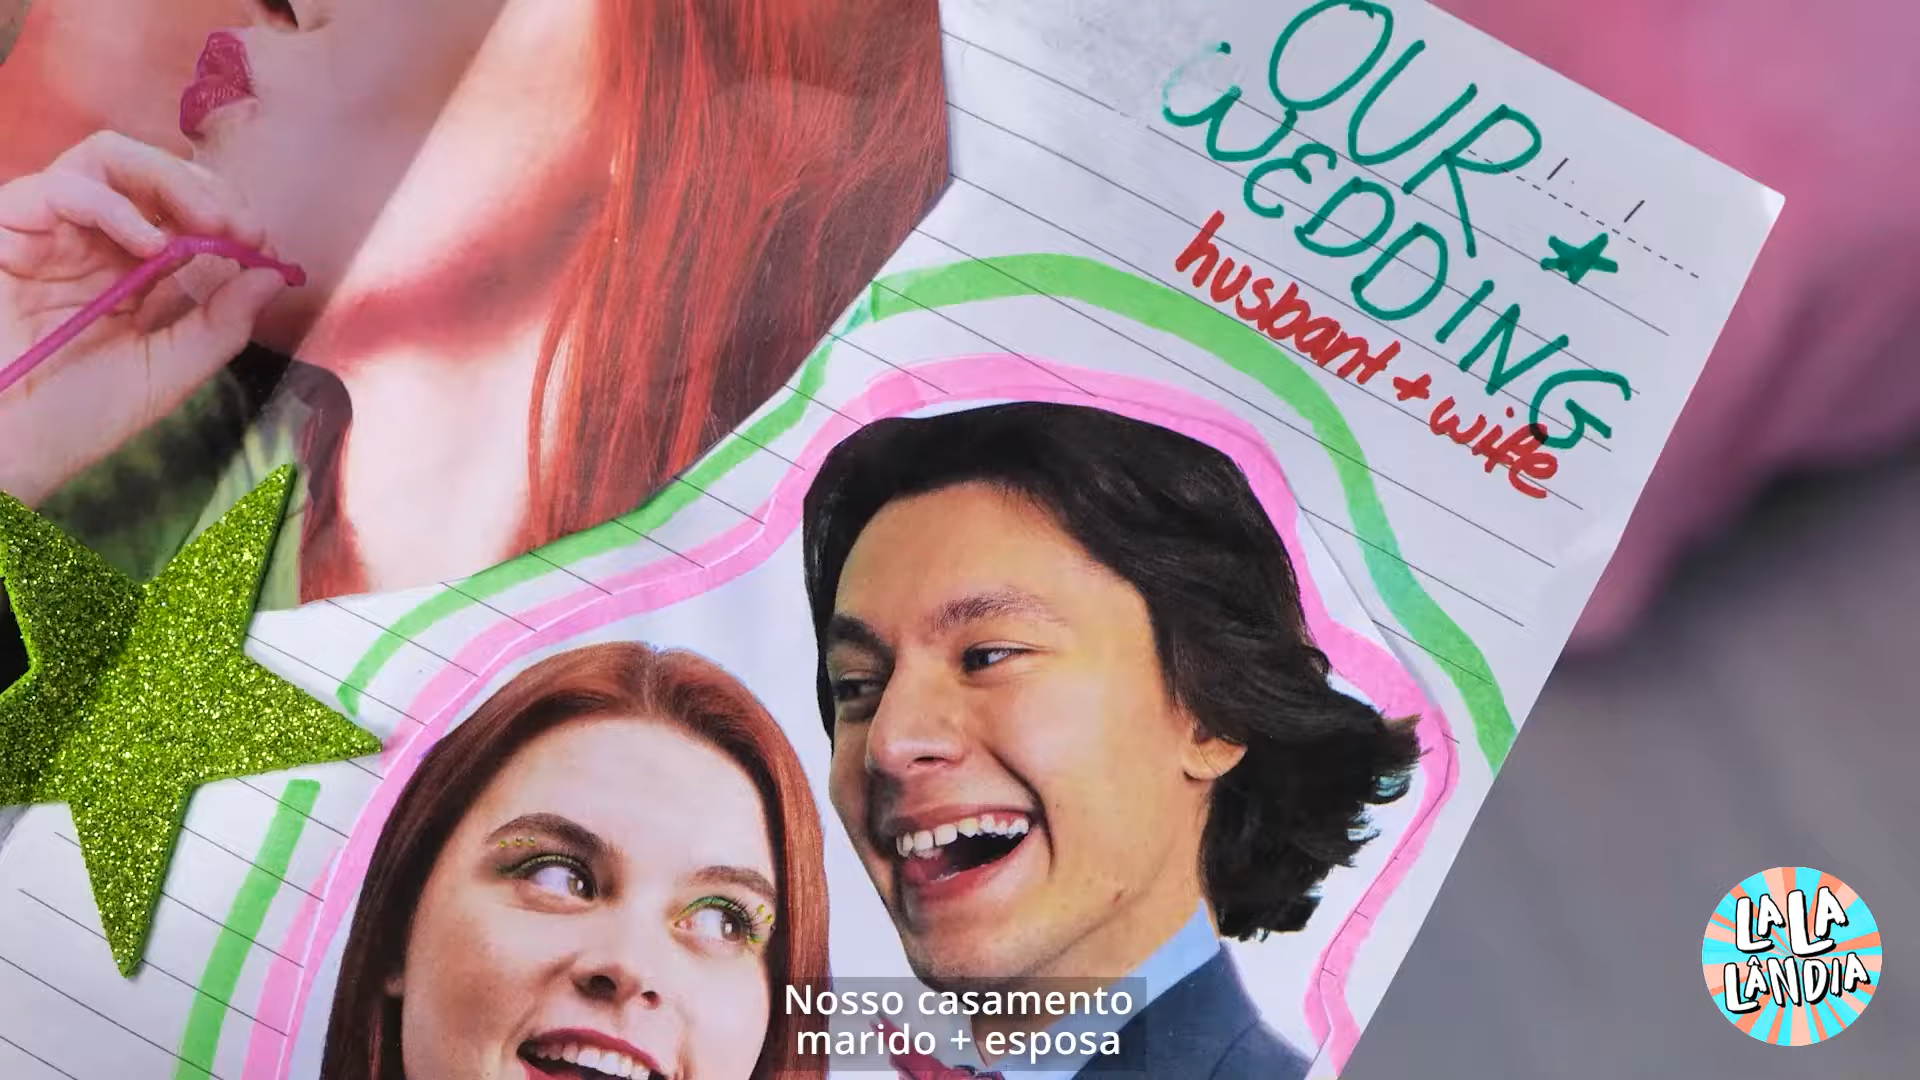 OUR
WEDDING
husbant + wife
Nosso casamento
marido + esposa
LA LA
LÂNDIA